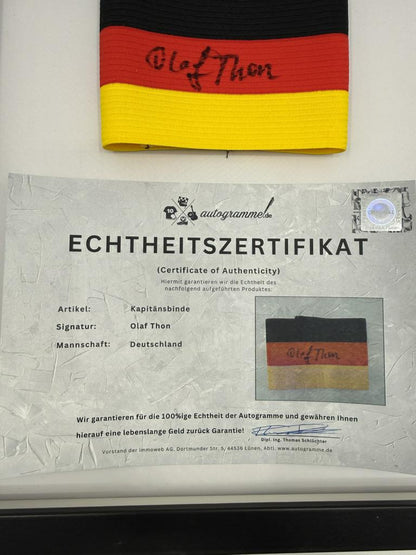 Olaf Thon
autogramme.de
ECHTHEITSZERTIFIKAT
(Certificate of Authenticity)
Hiermit garantieren wir die Echtheit des
nachfolgend aufgeführten Produktes:
Artikel: Kapitänsbinde
Signatur: Olaf Thon
Mannschaft: Deutschland
Olaf Thon
Wir garantieren für die 100%ige Echtheit der Autogramme und gewähren Ihnen
hierauf eine lebenslange Geld zurück Garantie!
Dipl. Ing. Thomas Schlüchter
Vorstand der Immoweb AG, Dortmunder Str. 5, 44536 Lünen, Abtl. www.autogramme.de